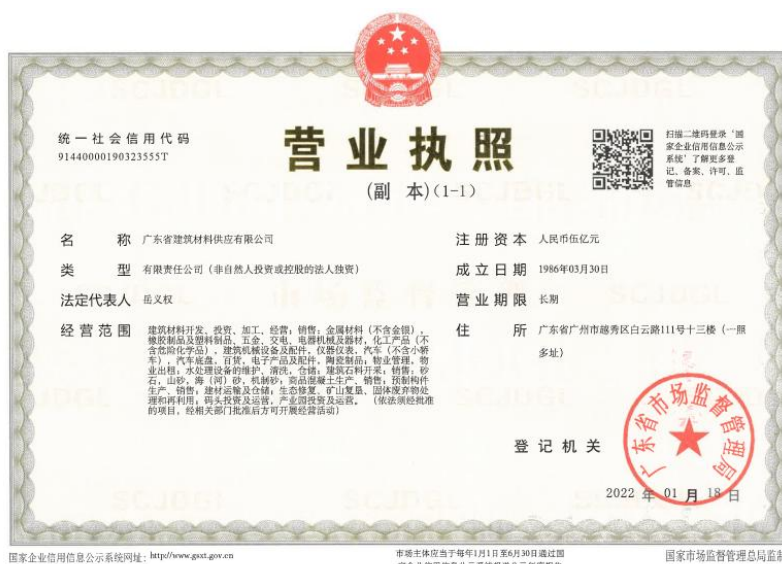 统一社会信用代码
91440000190323555T
营业执照
(副 本)(1-1)
扫描二维码登录‘国
家企业信用信息公示
系统’了解更多登
记、备案、许可、监
管信息
名 称 广东省建筑材料供应有限公司
类 型 有限责任公司（非自然人投资或控股的法人独资）
法定代表人 岳义权
经营范围 建筑材料开发、投资、加工、经营；销售：金属材料（不含金银），
橡胶制品及塑料制品、五金、交电、电器机械及器材，化工产品（不
含危险化学品），建筑机械设备及配件，仪器仪表，汽车（不含小轿
车），汽车底盘，百货，电子产品及配件，陶瓷制品；物业管理，物
业出租；水处理设备的维护、清洗，仓储；建筑石料开采；销售：砂
石，山砂，海（河）砂，机制砂；商品混凝土生产、销售；预制构件
生产、销售；建材运输及仓储；生态修复、矿山复垦、固体废弃物处
理和再利用；码头投资及运营，产业园投资及运营。（依法须经批准
的项目，经相关部门批准后方可开展经营活动）
注册资本 人民币伍亿元
成立日期 1986年03月30日
营业期限 长期
住 所 广东省广州市越秀区白云路111号十三楼（一照
多址）
登记机关
广东省市场监督管理局
2022 年 01 月 18 日
国家企业信用信息公示系统网址：http://www.gsxt.gov.cn
市场主体应当于每年1月1日至6月30日通过国
国家市场监督管理总局监制
SCJDGL